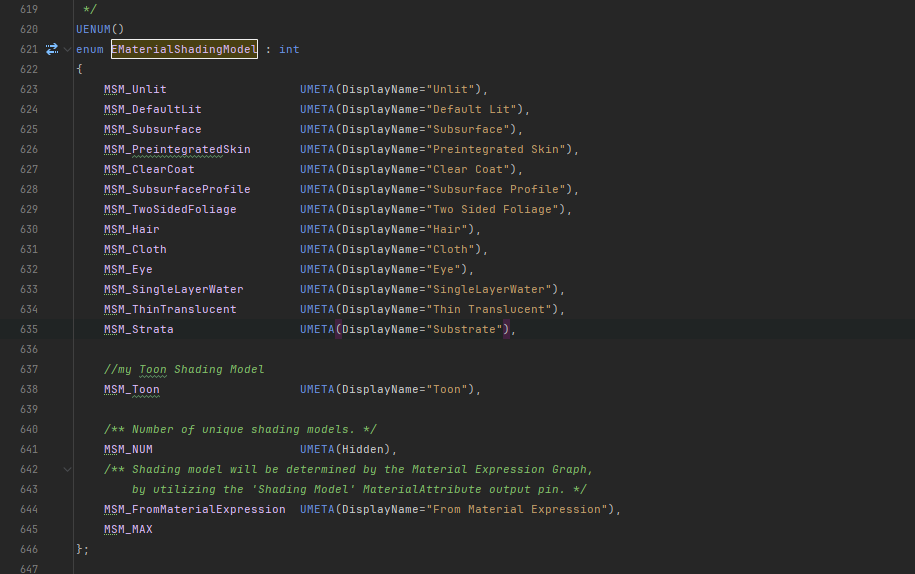 619 */
620 UENUM()
621 enum EMaterialShadingModel : int
622 {
623 MSM_Unlit UMETA(DisplayName="Unlit"),
624 MSM_DefaultLit UMETA(DisplayName="Default Lit"),
625 MSM_Subsurface UMETA(DisplayName="Subsurface"),
626 MSM_PreintegratedSkin UMETA(DisplayName="Preintegrated Skin"),
627 MSM_ClearCoat UMETA(DisplayName="Clear Coat"),
628 MSM_SubsurfaceProfile UMETA(DisplayName="Subsurface Profile"),
629 MSM_TwoSidedFoliage UMETA(DisplayName="Two Sided Foliage"),
630 MSM_Hair UMETA(DisplayName="Hair"),
631 MSM_Cloth UMETA(DisplayName="Cloth"),
632 MSM_Eye UMETA(DisplayName="Eye"),
633 MSM_SingleLayerWater UMETA(DisplayName="SingleLayerWater"),
634 MSM_ThinTranslucent UMETA(DisplayName="Thin Translucent"),
635 MSM_Strata UMETA(DisplayName="Substrate"),
636
637 //my Toon Shading Model
638 MSM_Toon UMETA(DisplayName="Toon"),
639
640 /** Number of unique shading models. */
641 MSM_NUM UMETA(Hidden),
642 /** Shading model will be determined by the Material Expression Graph,
643 by utilizing the 'Shading Model' MaterialAttribute output pin. */
644 MSM_FromMaterialExpression UMETA(DisplayName="From Material Expression"),
645 MSM_MAX
646 };
647